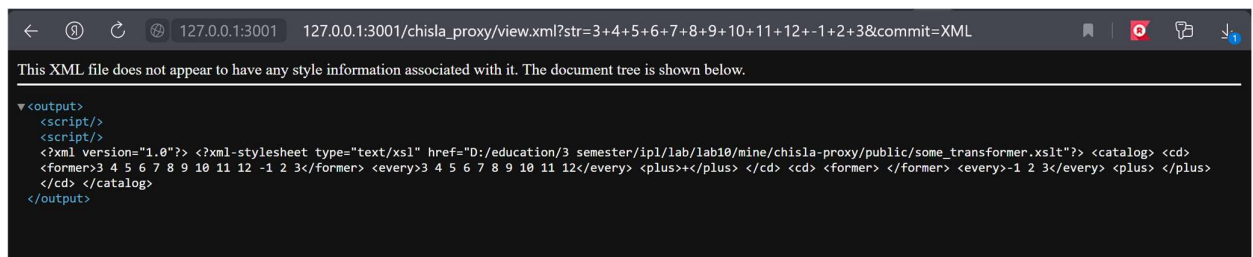 127.0.0.1:3001 127.0.0.1:3001/chisla_proxy/view.xml?str=3+4+5+6+7+8+9+10+11+12+-1+2+3&commit=XML
This XML file does not appear to have any style information associated with it. The document tree is shown below.
▼<output>
<script/>
<script/>
<?xml version="1.0"?> <?xml-stylesheet type="text/xsl" href="D:/education/3 semester/ipl/lab/lab10/mine/chisla-proxy/public/some_transformer.xslt"?> <catalog> <cd>
<former>3 4 5 6 7 8 9 10 11 12 -1 2 3</former> <every>3 4 5 6 7 8 9 10 11 12</every> <plus>+</plus> </cd> <cd> <former> </former> <every>-1 2 3</every> <plus> </plus>
</cd> </catalog>
</output>